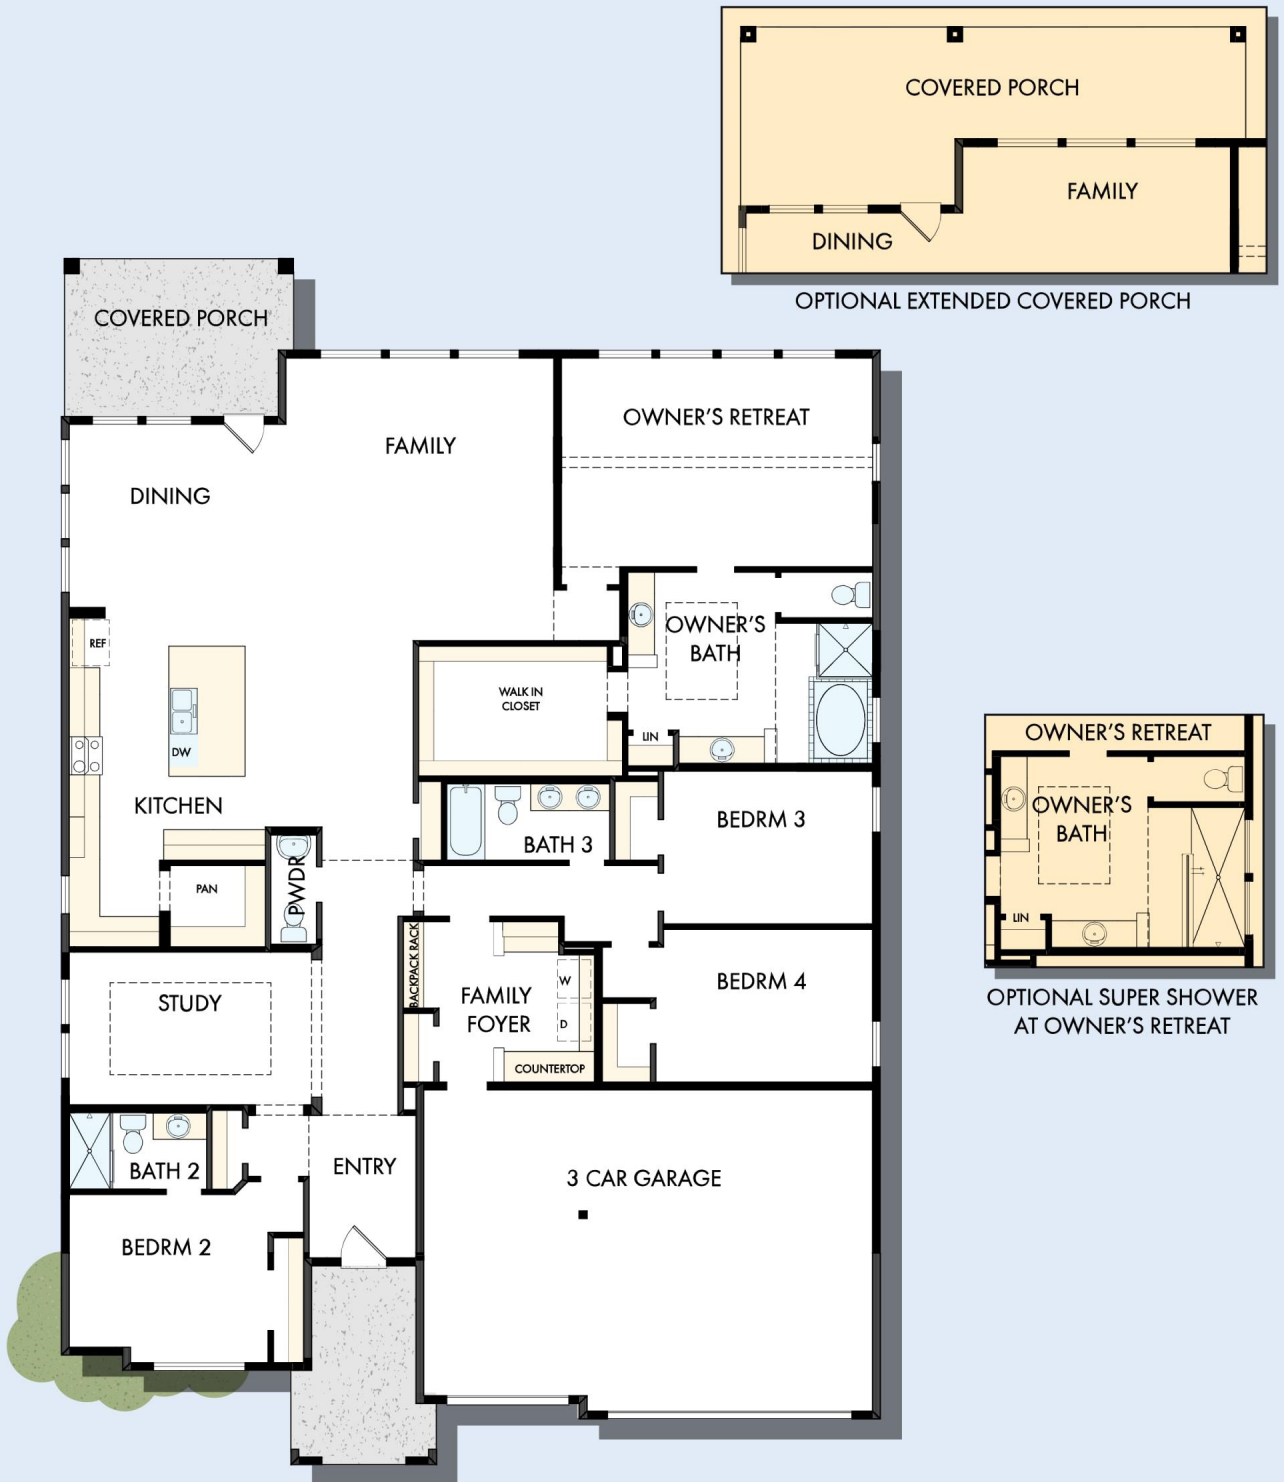 COVERED PORCH
FAMILY
DINING
OPTIONAL EXTENDED COVERED PORCH
COVERED PORCH
OWNER'S RETREAT
FAMILY
DINING
REF
OWNER'S
BATH
WALK IN
CLOSET
LIN
DW
KITCHEN
BEDRM 3
BATH 3
PWDR
PAN
OWNER'S RETREAT
OWNER'S
BATH
LIN
OPTIONAL SUPER SHOWER
AT OWNER'S RETREAT
BACKPACK RACK
W
BEDRM 4
STUDY
FAMILY
FOYER
D
COUNTERTOP
BATH 2
ENTRY
3 CAR GARAGE
BEDRM 2